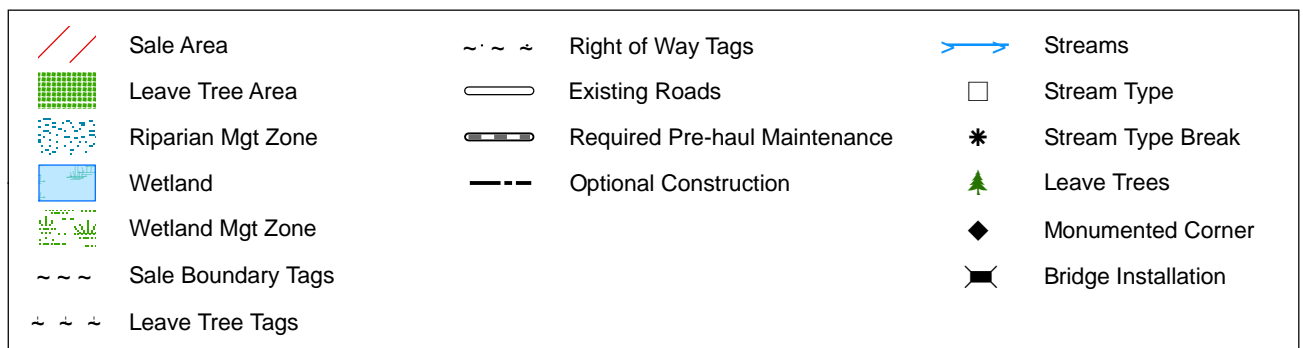 Sale Area
Leave Tree Area
Riparian Mgt Zone
Wetland
Wetland Mgt Zone
Sale Boundary Tags
Leave Tree Tags
Right of Way Tags
Existing Roads
Required Pre-haul Maintenance
Optional Construction
Streams
Stream Type
Stream Type Break
Leave Trees
Monumented Corner
Bridge Installation